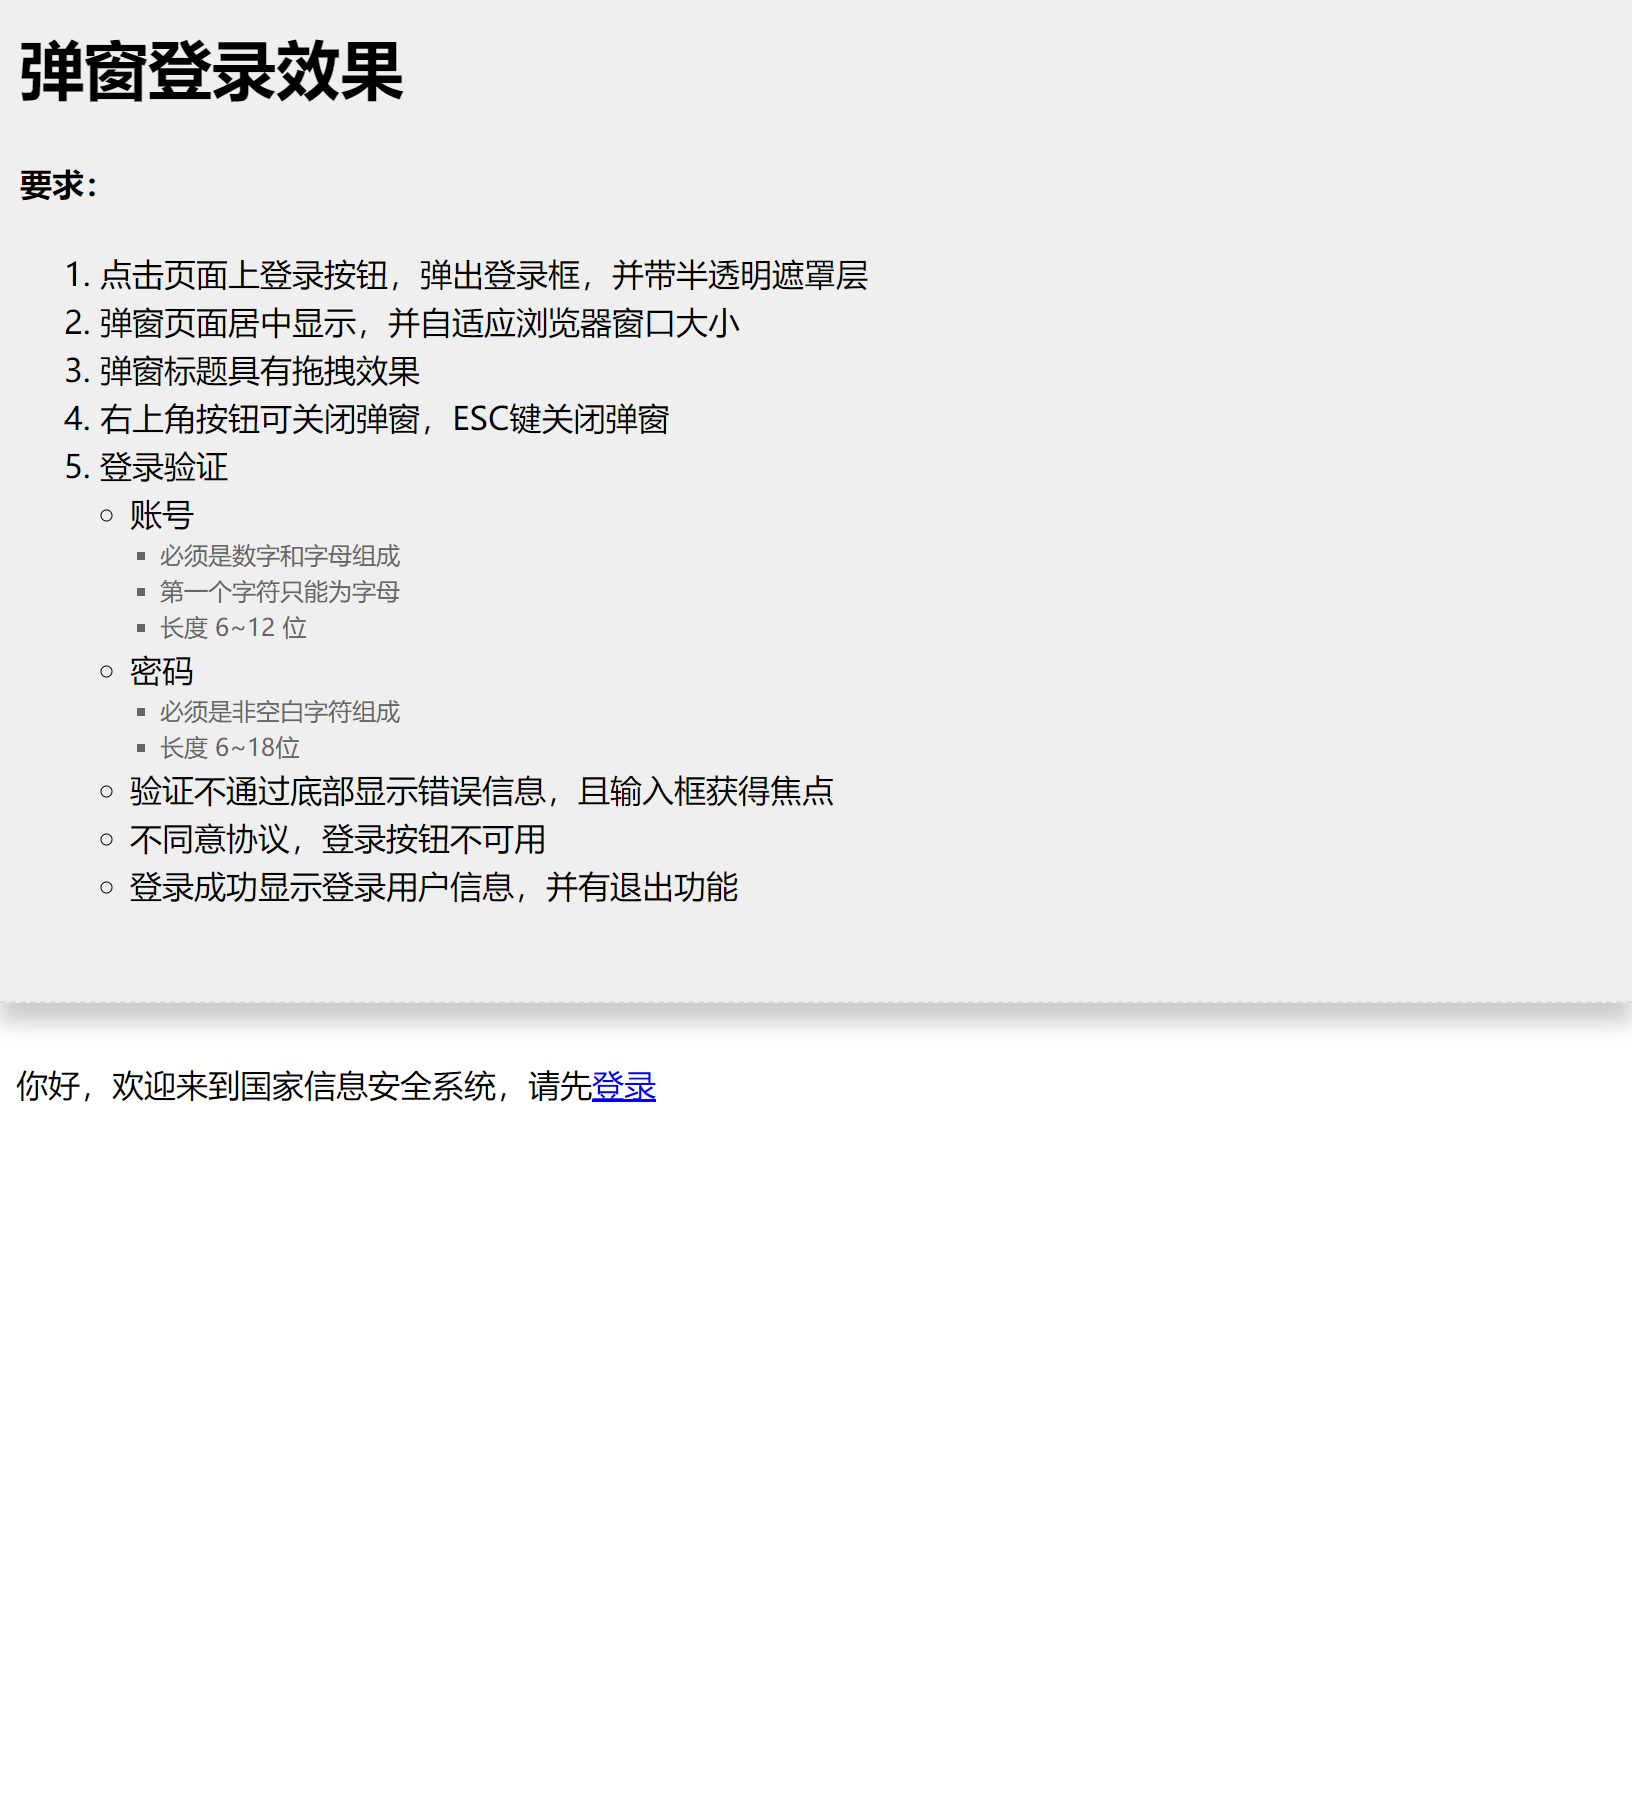 弹窗登录效果
要求：
1. 点击页面上登录按钮，弹出登录框，并带半透明遮罩层
2. 弹窗页面居中显示，并自适应浏览器窗口大小
3. 弹窗标题具有拖拽效果
4. 右上角按钮可关闭弹窗，ESC键关闭弹窗
5. 登录验证
账号
必须是数字和字母组成
第一个字符只能为字母
长度 6~12 位
密码
必须是非空白字符组成
长度 6~18位
验证不通过底部显示错误信息，且输入框获得焦点
不同意协议，登录按钮不可用
登录成功显示登录用户信息，并有退出功能
你好，欢迎来到国家信息安全系统，请先登录